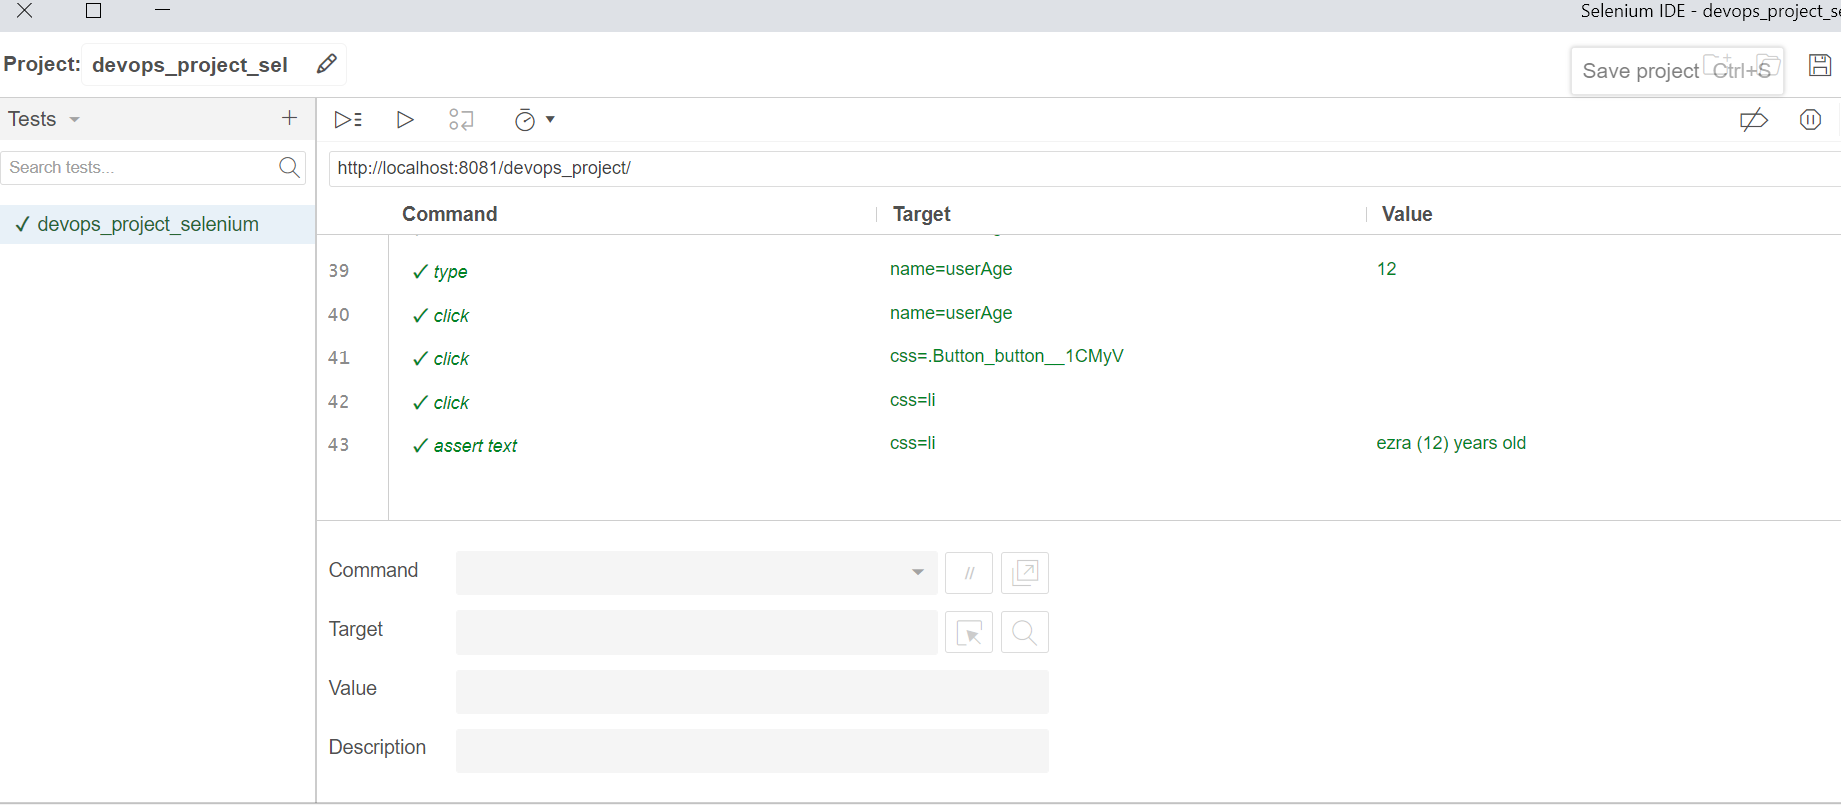 Selenium IDE - devops_project_se
Project: devops_project_sel
Save project Ctrl+S
Tests
Search tests...
http://localhost:8081/devops_project/
✓ devops_project_selenium
Command Target Value
39 ✓ type name=userAge 12
40 ✓ click name=userAge
41 ✓ click css=.Button_button__1CMyV
42 ✓ click css=li
43 ✓ assert text css=li ezra (12) years old
Command //
Target
Value
Description